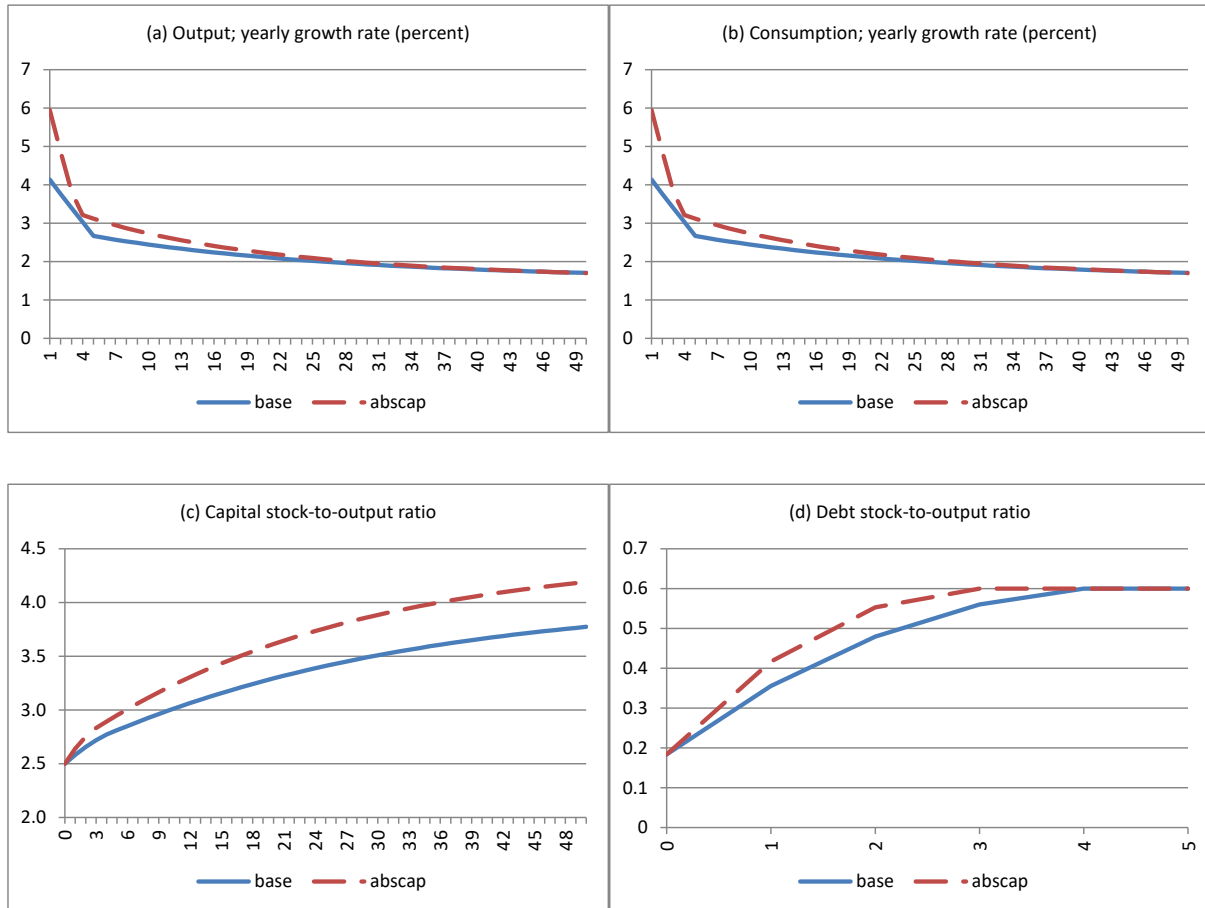 (a) Output; yearly growth rate (percent)
7
6
5
4
3
2
1
0
1 4 7 10 13 16 19 22 25 28 31 34 37 40 43 46 49
base abscap
(b) Consumption; yearly growth rate (percent)
7
6
5
4
3
2
1
0
1 4 7 10 13 16 19 22 25 28 31 34 37 40 43 46 49
base abscap
(c) Capital stock-to-output ratio
4.5
4.0
3.5
3.0
2.5
2.0
0 3 6 9 12 15 18 21 24 27 30 33 36 39 42 45 48
base abscap
(d) Debt stock-to-output ratio
0.7
0.6
0.5
0.4
0.3
0.2
0.1
0
0 1 2 3 4 5
base abscap